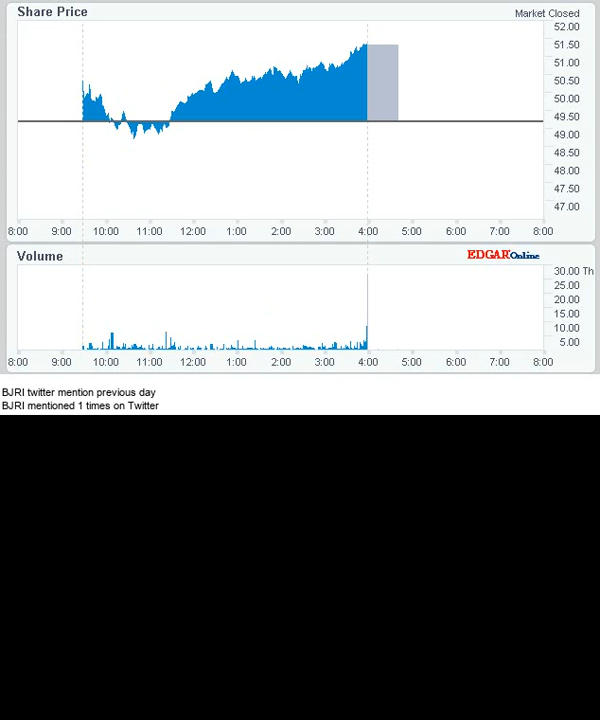 Share Price
Market Closed
52.00
51.50
51.00
50.50
50.00
49.50
49.00
48.50
48.00
47.50
47.00
8:00 9:00 10:00 11:00 12:00 1:00 2:00 3:00 4:00 5:00 6:00 7:00 8:00
Volume
EDGAR Online
30.00 Th
25.00
20.00
15.00
10.00
5.00
8:00 9:00 10:00 11:00 12:00 1:00 2:00 3:00 4:00 5:00 6:00 7:00 8:00
BJRI twitter mention previous day
BJRI mentioned 1 times on Twitter